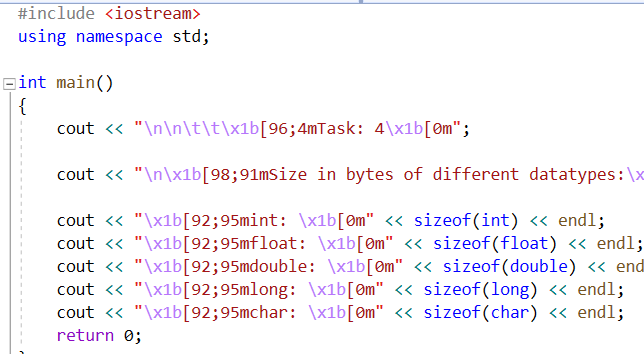 #include <iostream>
using namespace std;
int main()
{
cout << "\n\n\t\t\x1b[96;4mTask: 4\x1b[0m";
cout << "\n\x1b[98;91mSize in bytes of different datatypes:\x
cout << "\x1b[92;95mint: \x1b[0m" << sizeof(int) << endl;
cout << "\x1b[92;95mfloat: \x1b[0m" << sizeof(float) << endl;
cout << "\x1b[92;95mdouble: \x1b[0m" << sizeof(double) << end
cout << "\x1b[92;95mlong: \x1b[0m" << sizeof(long) << endl;
cout << "\x1b[92;95mchar: \x1b[0m" << sizeof(char) << endl;
return 0;